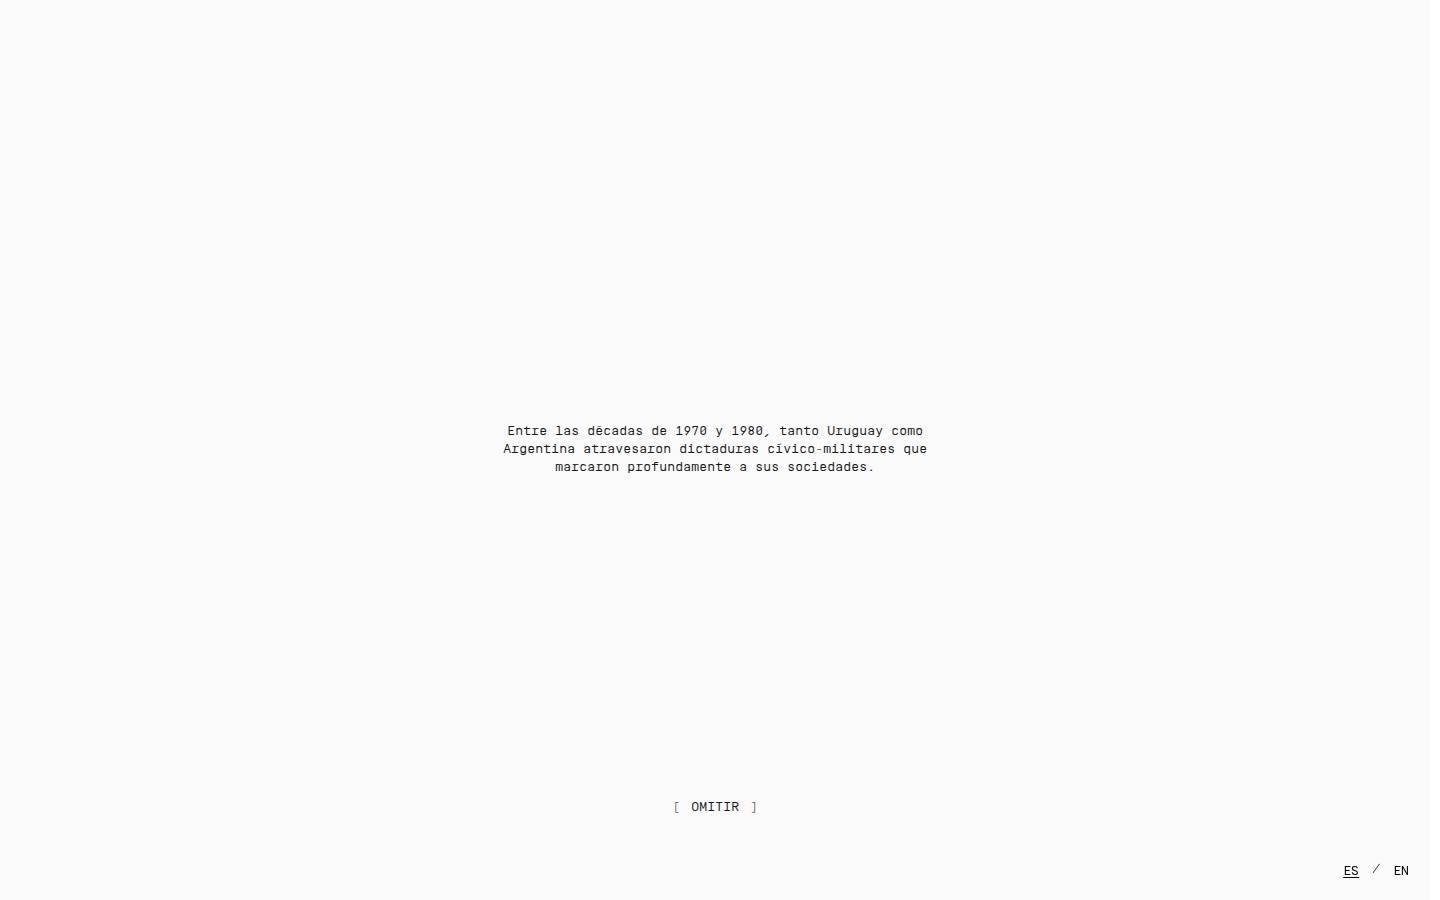 Entre las décadas de 1970 y 1980, tanto Uruguay como
Argentina atravesaron dictaduras cívico-militares que
marcaron profundamente a sus sociedades.
[ OMITIR ]
ES / EN